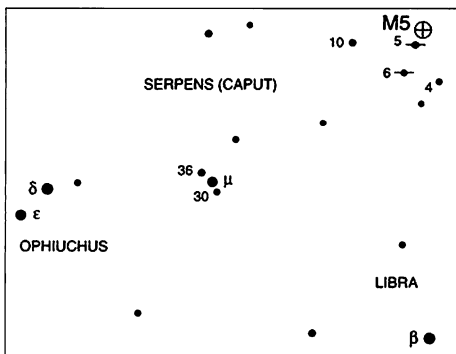 M5
10
5
6
4
SERPENS (CAPUT)
36
μ
30
δ
ε
OPHIUCHUS
LIBRA
β